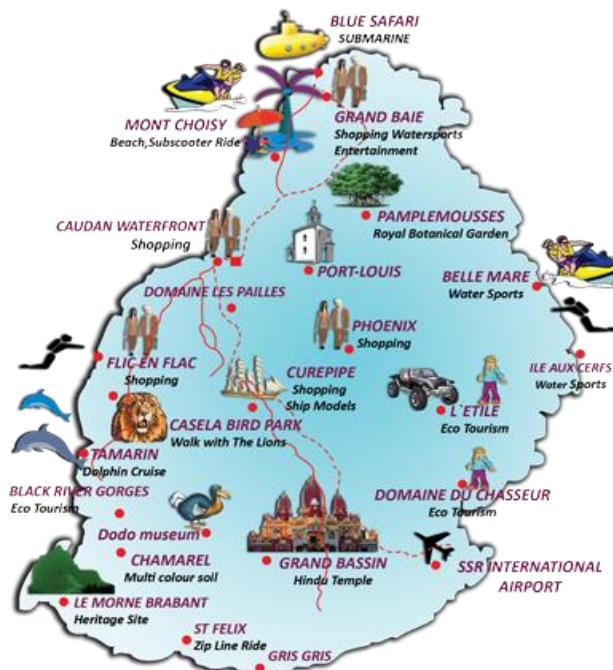 BLUE SAFARI
SUBMARINE
MONT CHOISY
Beach,Subscooter Ride
GRAND BAIE
Shopping Watersports
Entertainment
PAMPLEMOUSSES
Royal Botanical Garden
CAUDAN WATERFRONT
Shopping
PORT-LOUIS
BELLE MARE
Water Sports
DOMAINE LES PAILLES
PHOENIX
Shopping
FLIC EN FLAC
Shopping
CUREPIPE
Shopping
Ship Models
ILE AUX CERFS
Water Sports
L`ETILE
Eco Tourism
CASELA BIRD PARK
Walk with The Lions
TAMARIN
Dolphin Cruise
BLACK RIVER GORGES
Eco Tourism
DOMAINE DU CHASSEUR
Eco Tourism
Dodo museum
CHAMAREL
Multi colour soil
GRAND BASSIN
Hindu Temple
SSR INTERNATIONAL
AIRPORT
LE MORNE BRABANT
Heritage Site
ST FELIX
Zip Line Ride
GRIS GRIS